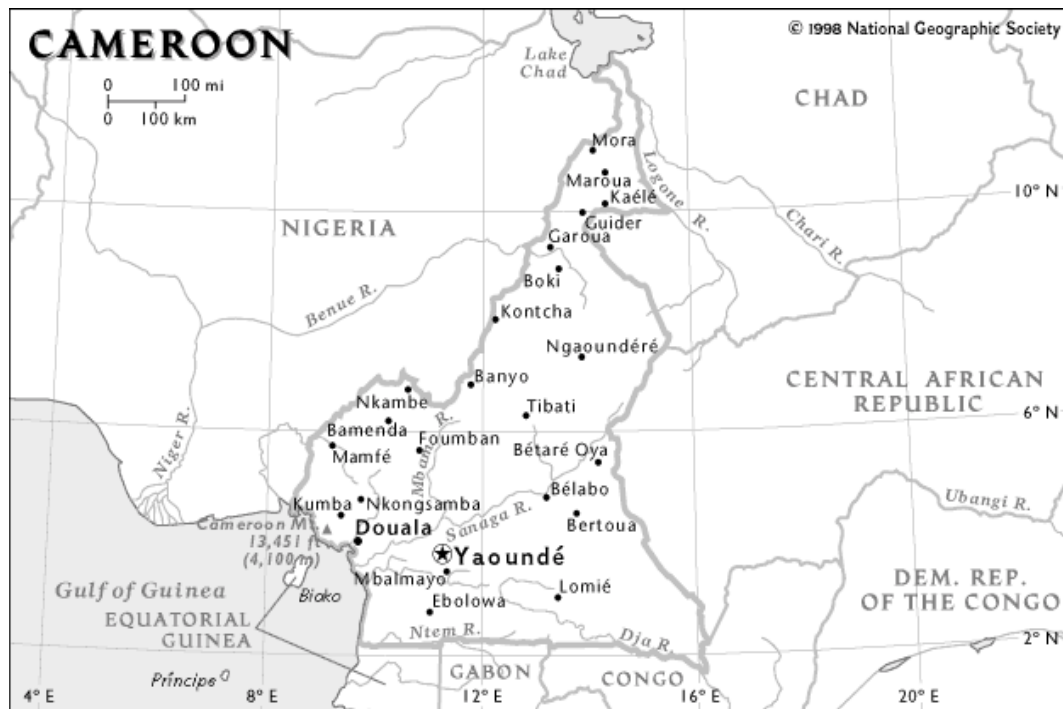 CAMEROON
© 1998 National Geographic Society
0 100 mi
0 100 km
Lake
Chad
CHAD
Mora
Maroua
Logone R.
Kaélé
10° N
NIGERIA
Guider
Garoua
Chari R.
Boki
Benue R.
Kontcha
Ngaoundéré
Banyo
CENTRAL AFRICAN
REPUBLIC
Nkambe
Tibati
6° N
Niger R.
Bamenda
Foumban
Mbam R.
Mamfé
Bétaré Oya
Bélabo
Kumba
Nkongsamba
Sanaga R.
Ubangi R.
Cameroon Mt.
13,451 ft
(4,100 m)
Douala
Bertoua
Yaoundé
Mbalmayo
Gulf of Guinea
Bioko
Lomié
DEM. REP.
OF THE CONGO
Ebolowa
EQUATORIAL
GUINEA
Ntem R.
Dja R.
2° N
Príncipe
GABON
CONGO
4° E
8° E
12° E
16° E
20° E